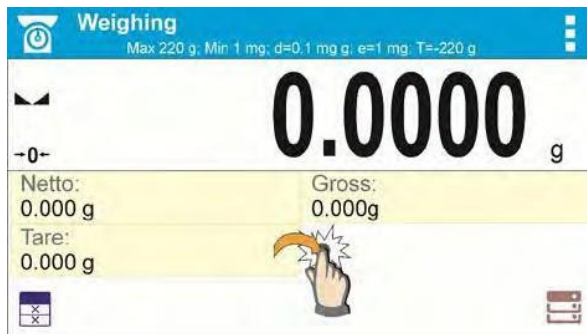 Weighing
Max 220 g; Min 1 mg; d=0.1 mg g; e=1 mg; T=-220 g
0.0000 g
→0←
Netto:
0.000 g
Gross:
0.000g
Tare:
0.000 g